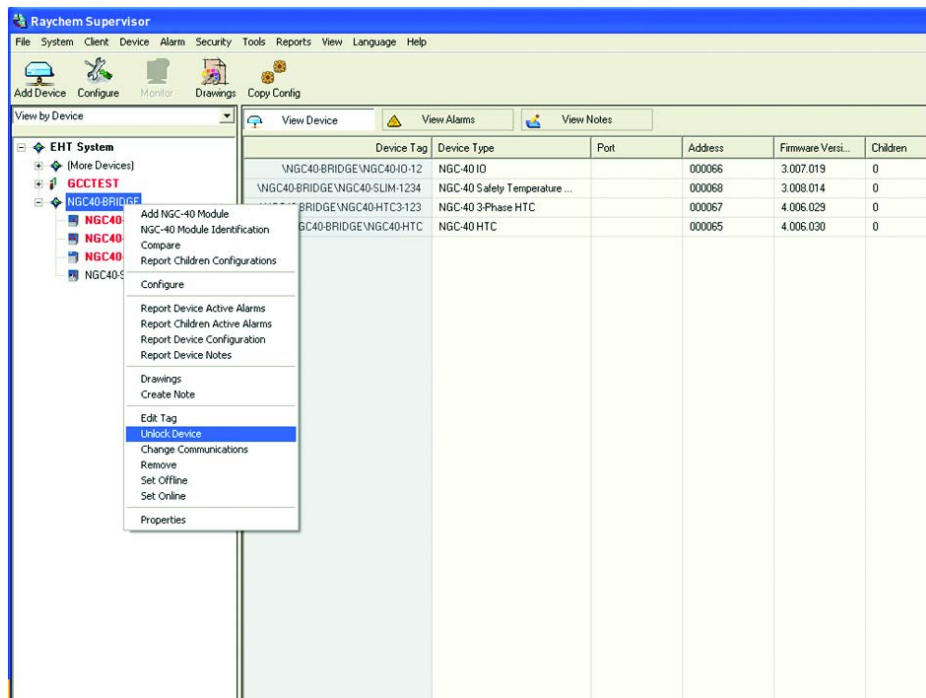 Raychem Supervisor
File System Client Device Alarm Security Tools Reports View Language Help
Add Device Configure Monitor Drawings Copy Config
View by Device
View Device View Alarms View Notes
EHT System
(More Devices)
GCCTEST
NGC40-BRIDGE
NGC40-
NGC40-
NGC40-
NGC40-S
Add NGC-40 Module
NGC-40 Module Identification
Compare
Report Children Configurations
Configure
Report Device Active Alarms
Report Children Active Alarms
Report Device Configuration
Report Device Notes
Drawings
Create Note
Edit Tag
Unlock Device
Change Communications
Remove
Set Offline
Set Online
Properties
Device Tag Device Type Port Address Firmware Versi... Children
\NGC40-BRIDGE\NGC40-IO-12 NGC-40 IO 000066 3.007.019 0
\NGC40-BRIDGE\NGC40-SLIM-1234 NGC-40 Safety Temperature ... 000068 3.008.014 0
BRIDGE\NGC40-HTC3-123 NGC-40 3-Phase HTC 000067 4.006.029 0
GC40-BRIDGE\NGC40-HTC NGC-40 HTC 000065 4.006.030 0